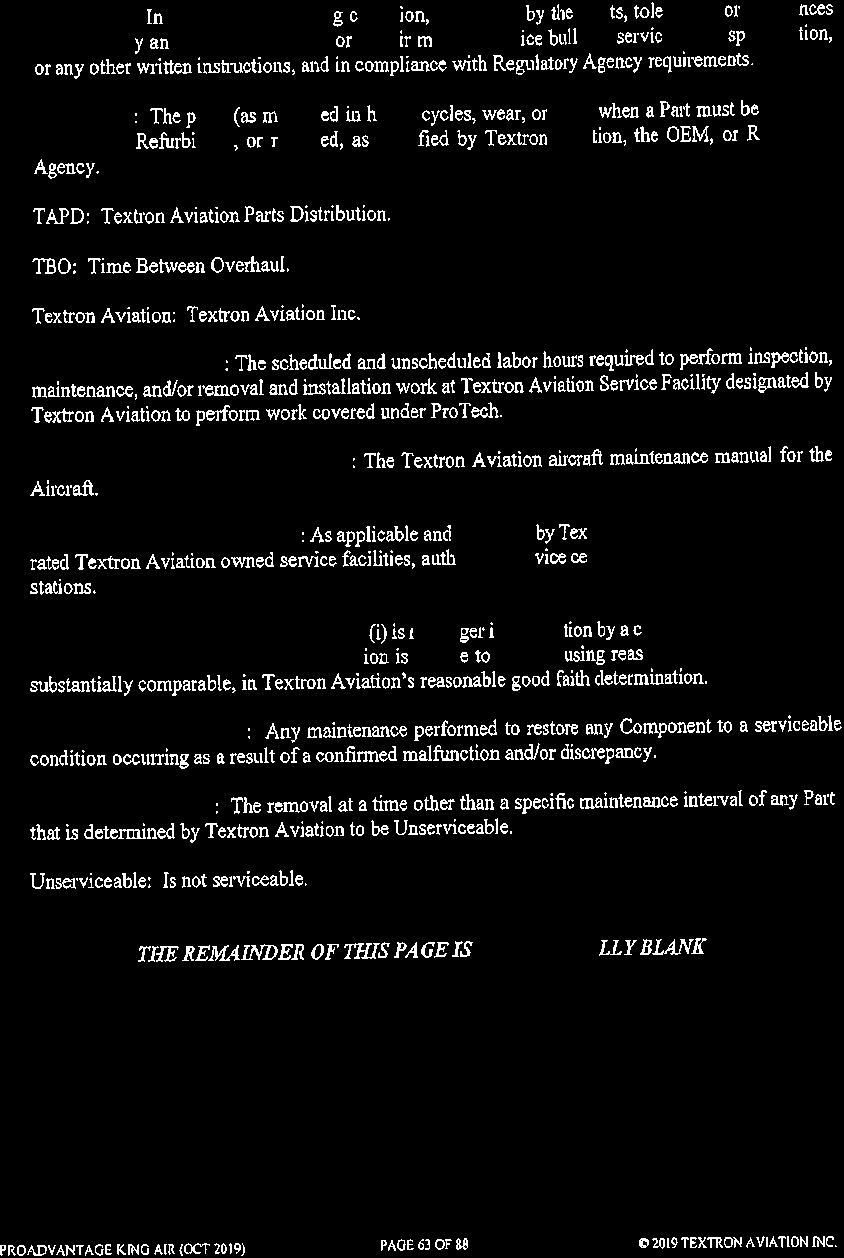 In g c ion, by the ts, tole or nces
y an or ir m ice bull servic sp tion,
or any other written instructions, and in compliance with Regulatory Agency requirements.
: The p (as m ed in h cycles, wear, or when a Part must be
Refurbi , or r ed, as fied by Textron tion, the OEM, or R
Agency.
TAPD: Textron Aviation Parts Distribution.
TBO: Time Between Overhaul.
Textron Aviation: Textron Aviation Inc.
: The scheduled and unscheduled labor hours required to perform inspection,
maintenance, and/or removal and installation work at Textron Aviation Service Facility designated by
Textron Aviation to perform work covered under ProTech.
: The Textron Aviation aircraft maintenance manual for the
Aircraft.
: As applicable and by Tex
rated Textron Aviation owned service facilities, auth vice ce
stations.
(i) is r ger i tion by a c
ion is e to using reas
substantially comparable, in Textron Aviation's reasonable good faith determination.
: Any maintenance performed to restore any Component to a serviceable
condition occurring as a result of a confirmed malfunction and/or discrepancy.
: The removal at a time other than a specific maintenance interval of any Part
that is determined by Textron Aviation to be Unserviceable.
Unserviceable: Is not serviceable.
THE REMAINDER OF THIS PAGE IS LLY BLANK
PROADVANTAGE KING AIR (OCT 2019) PAGE 63 OF 88 © 2019 TEXTRON AVIATION INC.